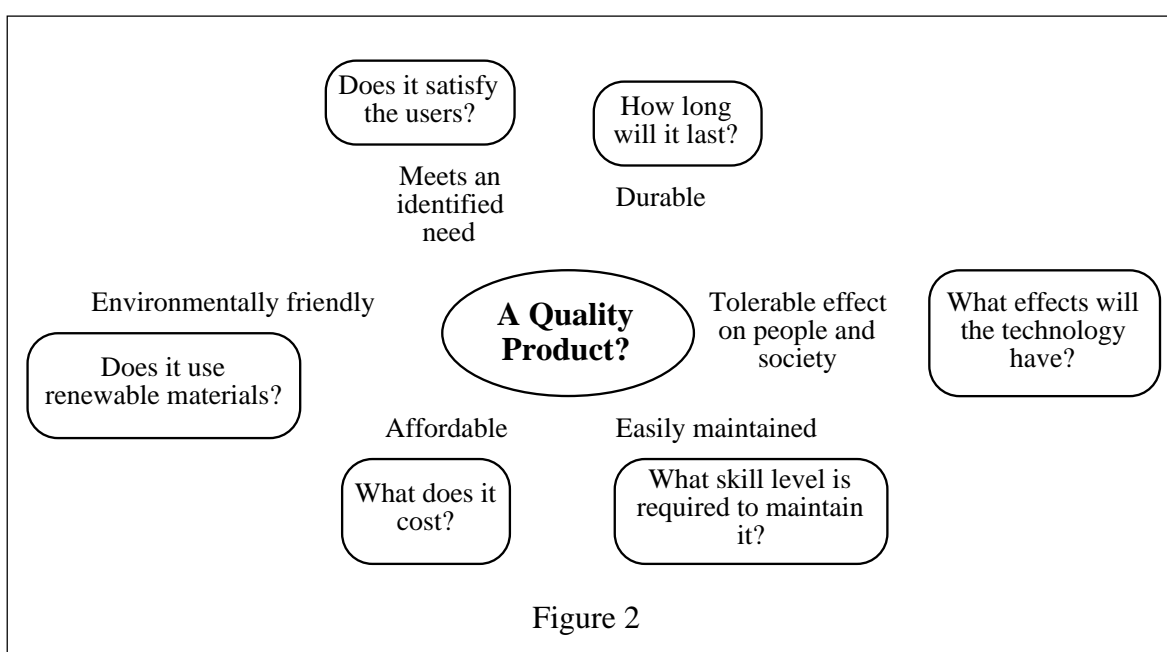 Does it satisfy
the users?
How long
will it last?
Meets an
identified
need
Durable
Environmentally friendly
A Quality
Product?
Tolerable effect
on people and
society
What effects will
the technology
have?
Does it use
renewable materials?
Affordable
Easily maintained
What does it
cost?
What skill level is
required to maintain
it?
Figure 2